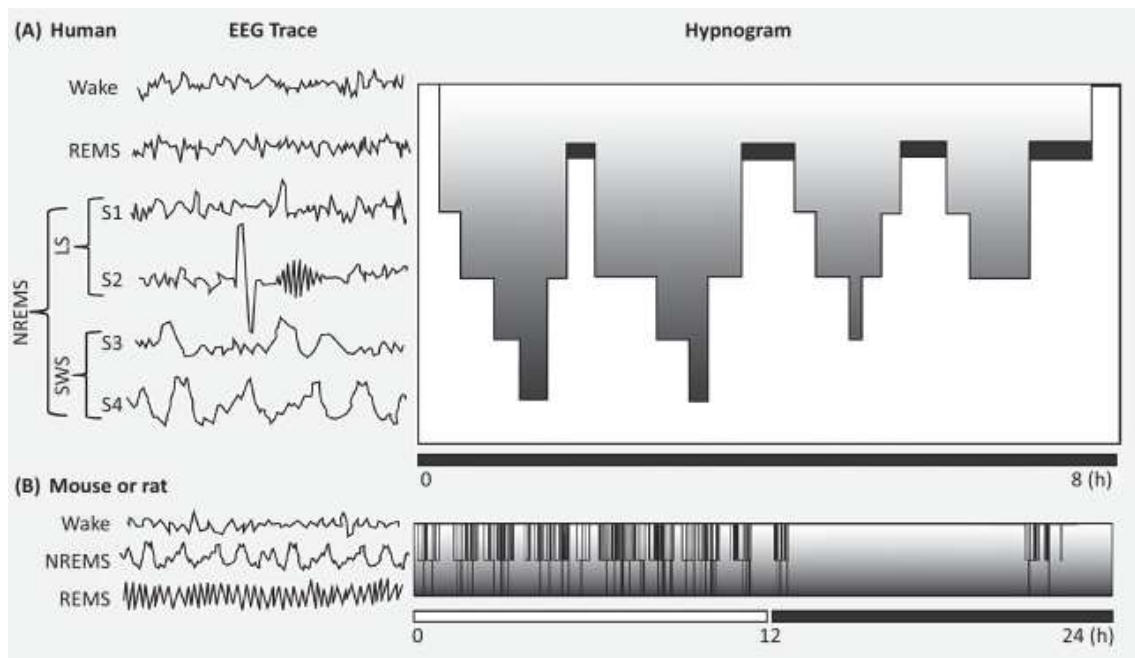 (A) Human EEG Trace Hypnogram
Wake
REMS
S1
LS
S2
NREMS
S3
SWS
S4
0 8 (h)
(B) Mouse or rat
Wake
NREMS
REMS
0 12 24 (h)